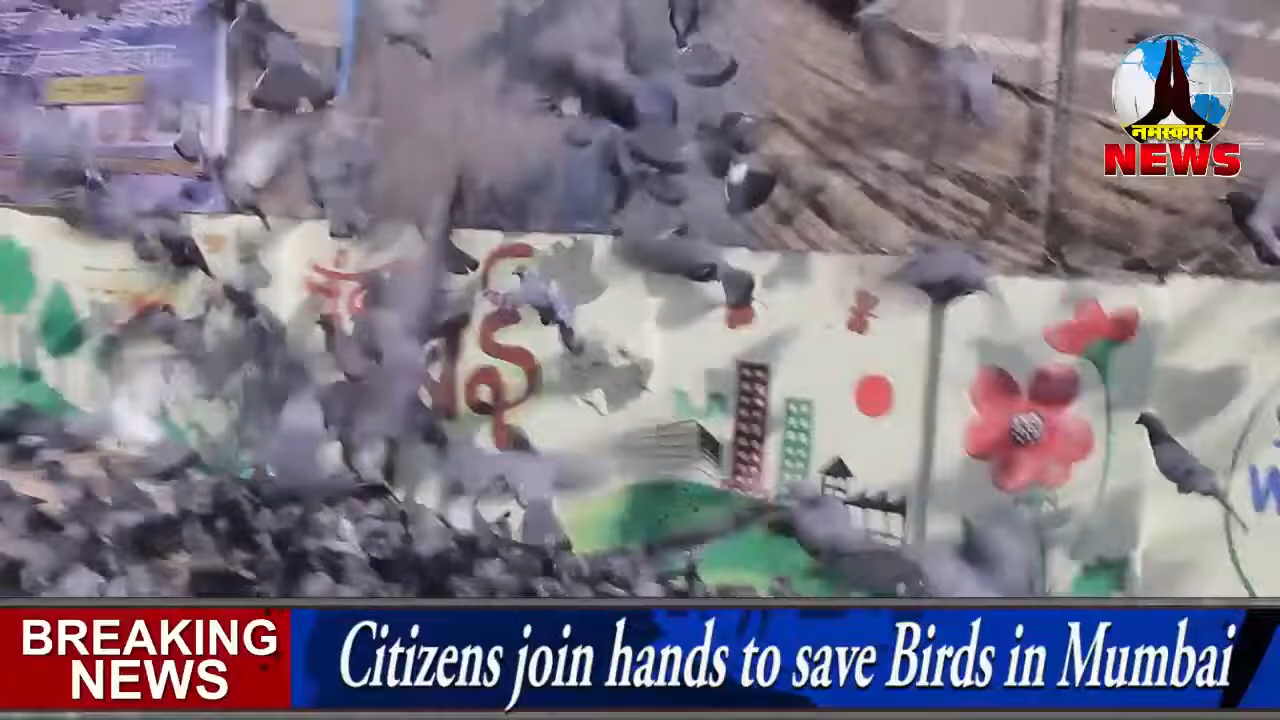 नमस्कार
NEWS
BREAKING
NEWS
Citizens join hands to save Birds in Mumbai